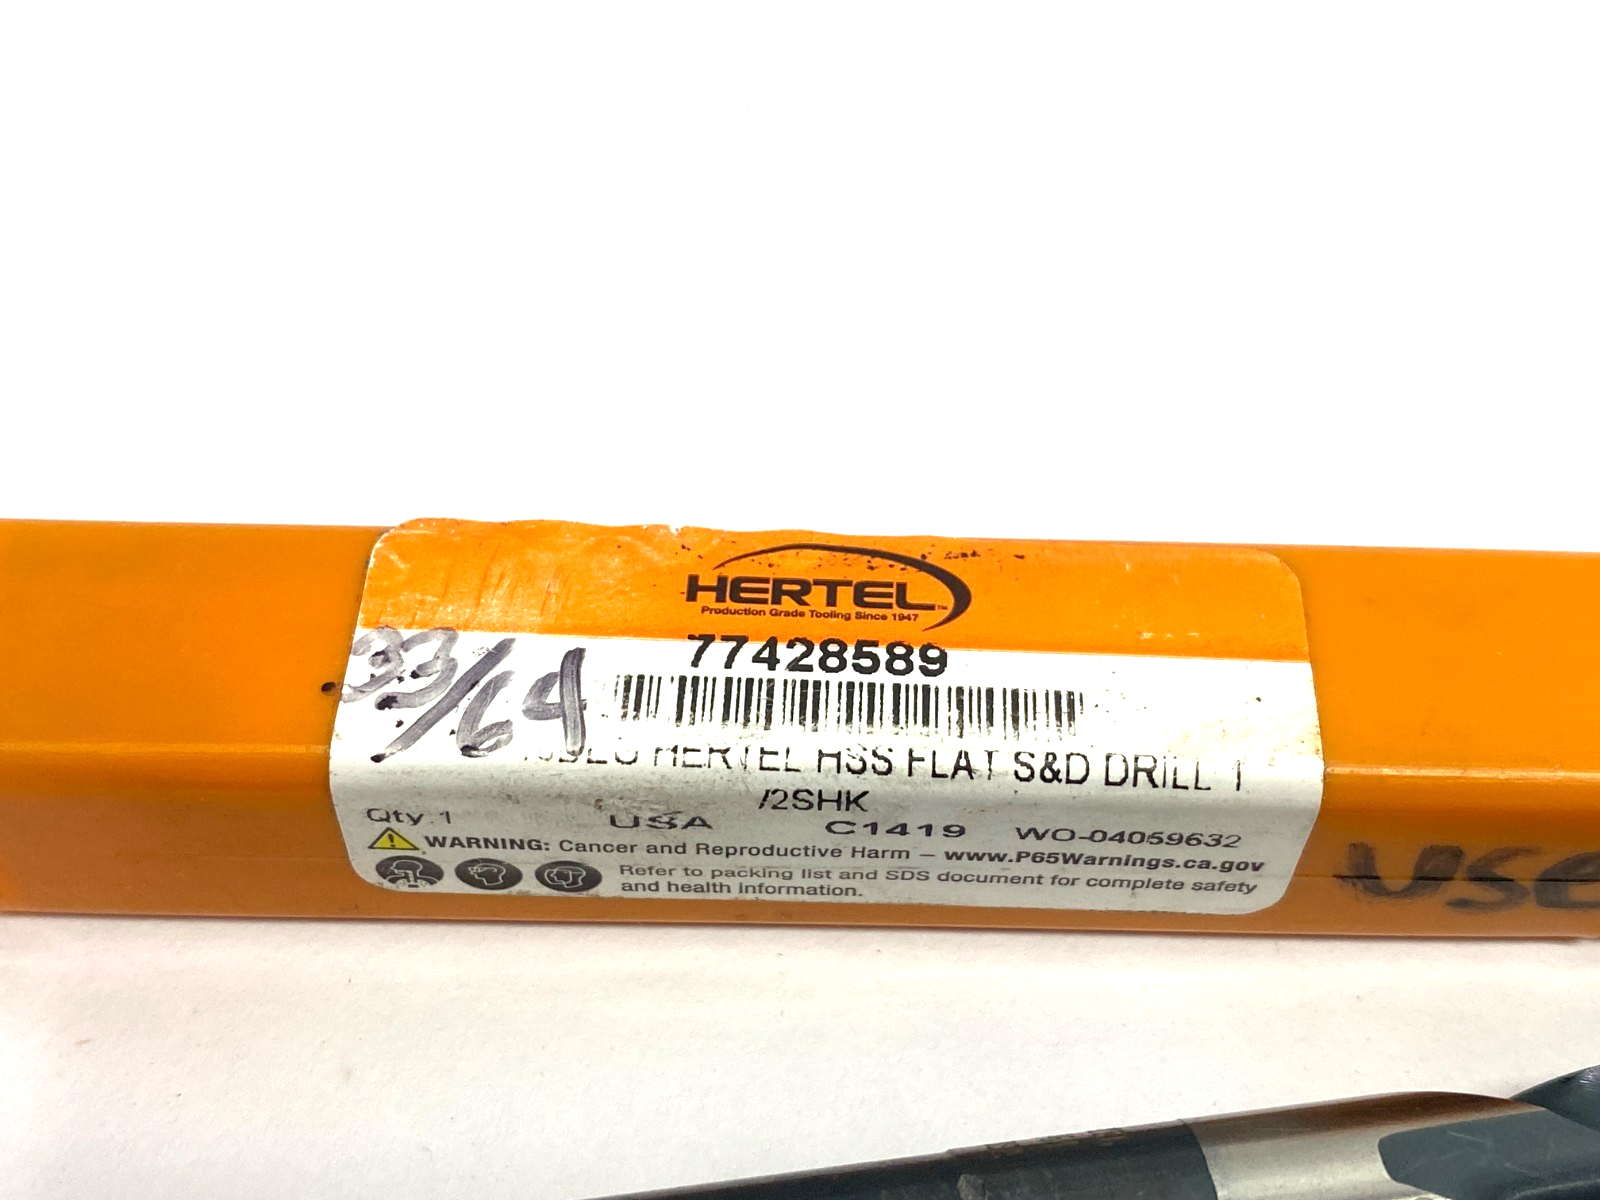 HERTEL™
Production Grade Tooling Since 1947
77428589
33/64
HERTEL HSS FLAT S&D DRILL 1
/2SHK
Qty.1 USA C1419 WO-04059632
WARNING: Cancer and Reproductive Harm – www.P65Warnings.ca.gov
Refer to packing list and SDS document for complete safety
and health information.
USE